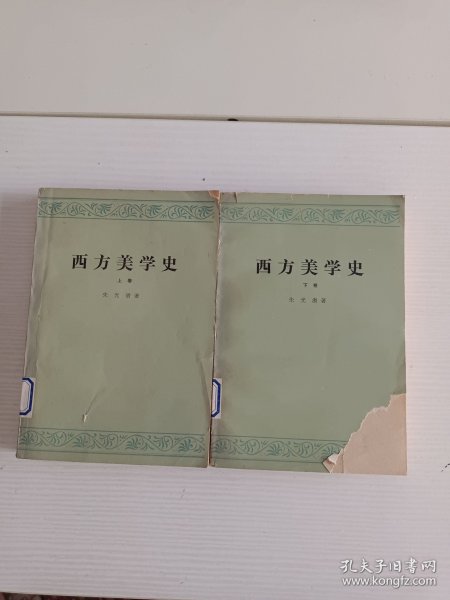 西方美学史
上卷
朱光潜著
西方美学史
下卷
朱光潜著
孔夫子旧书网
www.kongfz.com